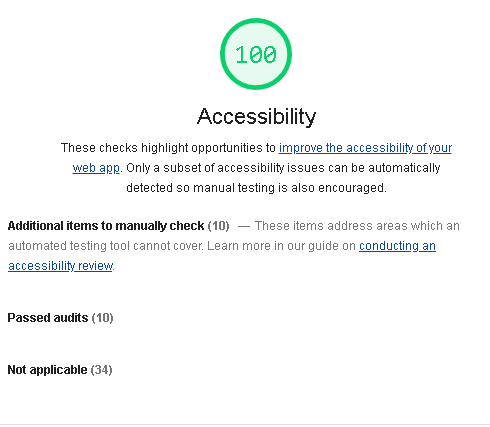 100
Accessibility
These checks highlight opportunities to improve the accessibility of your
web app. Only a subset of accessibility issues can be automatically
detected so manual testing is also encouraged.
Additional items to manually check (10) — These items address areas which an
automated testing tool cannot cover. Learn more in our guide on conducting an
accessibility review.
Passed audits (10)
Not applicable (34)